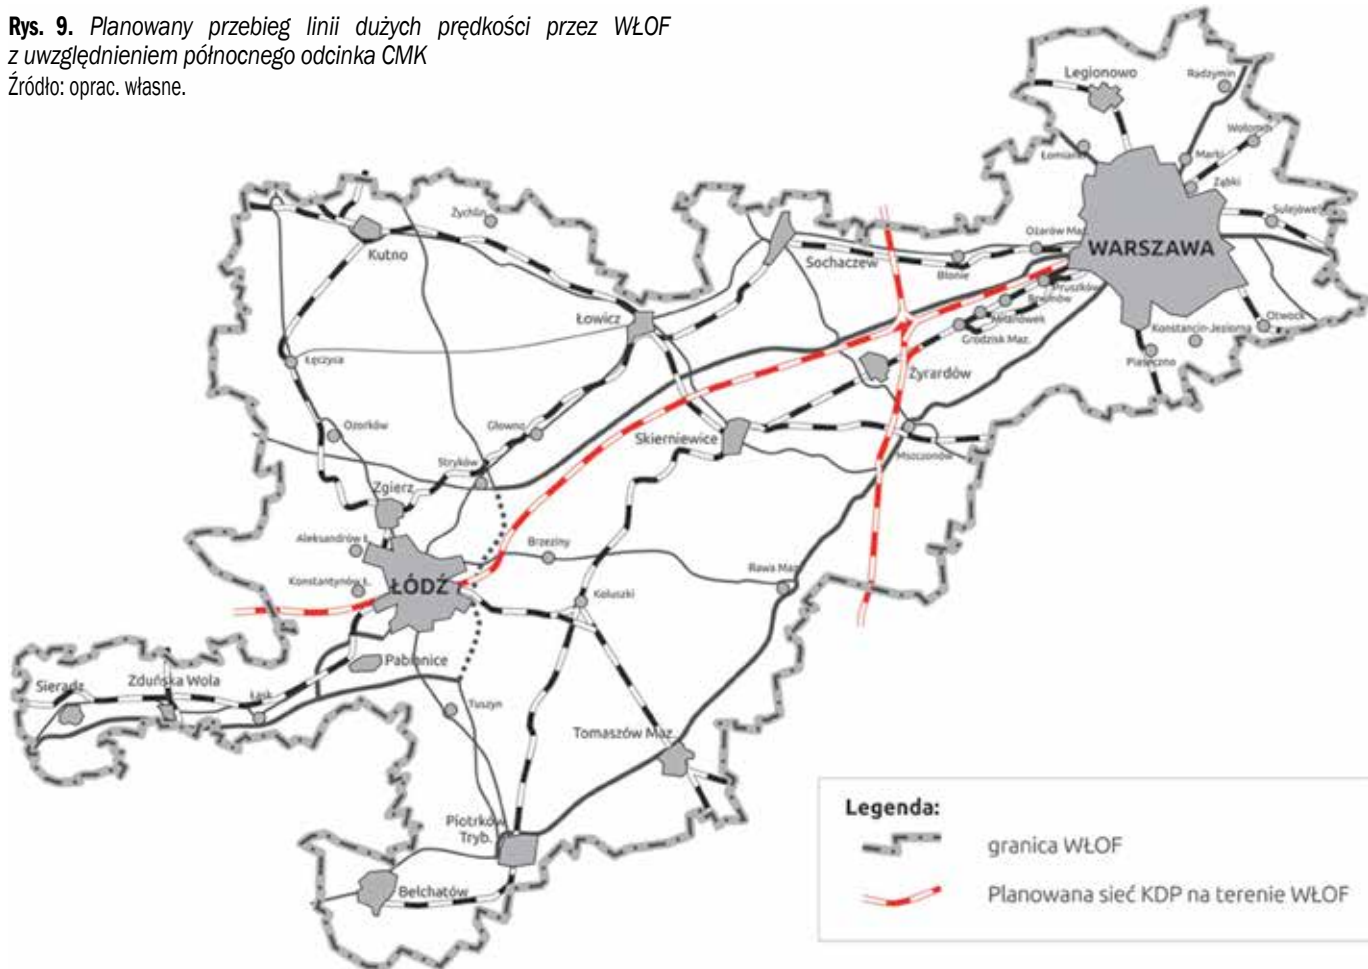 Rys. 9. Planowany przebieg linii dużych prędkości przez WŁOF
z uwzględnieniem północnego odcinka CMK
Źródło: oprac. własne.
Legionowo
Radzymin
Wołomin
Łomianki
Marki
Ząbki
Sulejówek
Żychlin
Kutno
Sochaczew
Ożarów Maz.
WARSZAWA
Błonie
Pruszków
Brwinów
Milanówek
Grodzisk Maz.
Otwock
Konstancin-Jeziorna
Piaseczno
Łowicz
Łęczyca
Żyrardów
Ozorków
Głowno
Skierniewice
Mszczonów
Stryków
Zgierz
Aleksandrów Ł.
Brzeziny
Rawa Maz.
Konstantynów Ł.
ŁÓDŹ
Koluszki
Pabianice
Sieradz
Zduńska Wola
Łask
Tuszyn
Tomaszów Maz.
Piotrków
Tryb.
Bełchatów
Legenda:
granica WŁOF
Planowana sieć KDP na terenie WŁOF